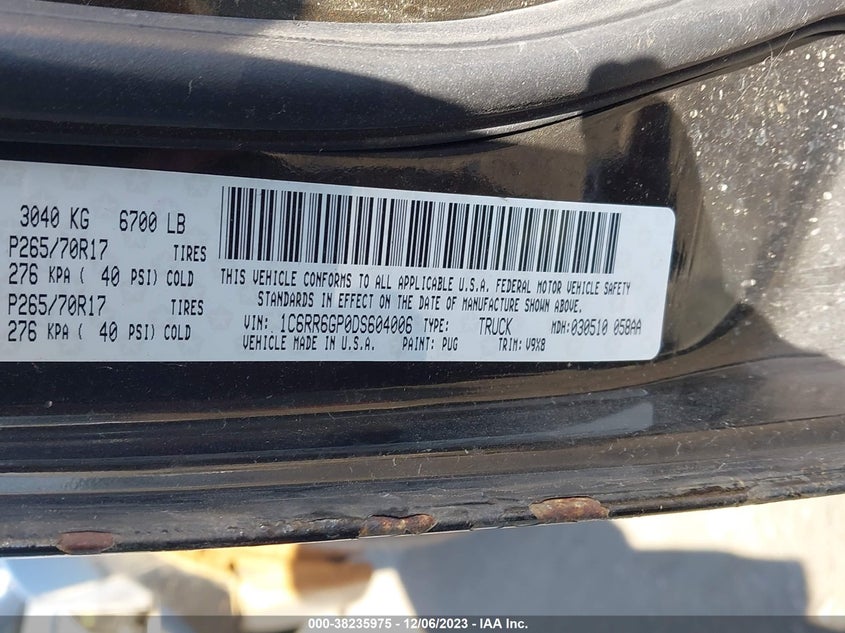 3040 KG 6700 LB
P265/70R17 TIRES
276 KPA ( 40 PSI) COLD
P265/70R17 TIRES
276 KPA ( 40 PSI) COLD
THIS VEHICLE CONFORMS TO ALL APPLICABLE U.S.A. FEDERAL MOTOR VEHICLE SAFETY
STANDARDS IN EFFECT ON THE DATE OF MANUFACTURE SHOWN ABOVE.
VIN: 1C6RR6GP0DS604006 TYPE: TRUCK MDH: 030510 058AA
VEHICLE MADE IN U.S.A. PAINT: PUG TRIM: V9X8
000-38235975 - 12/06/2023 - IAA Inc.